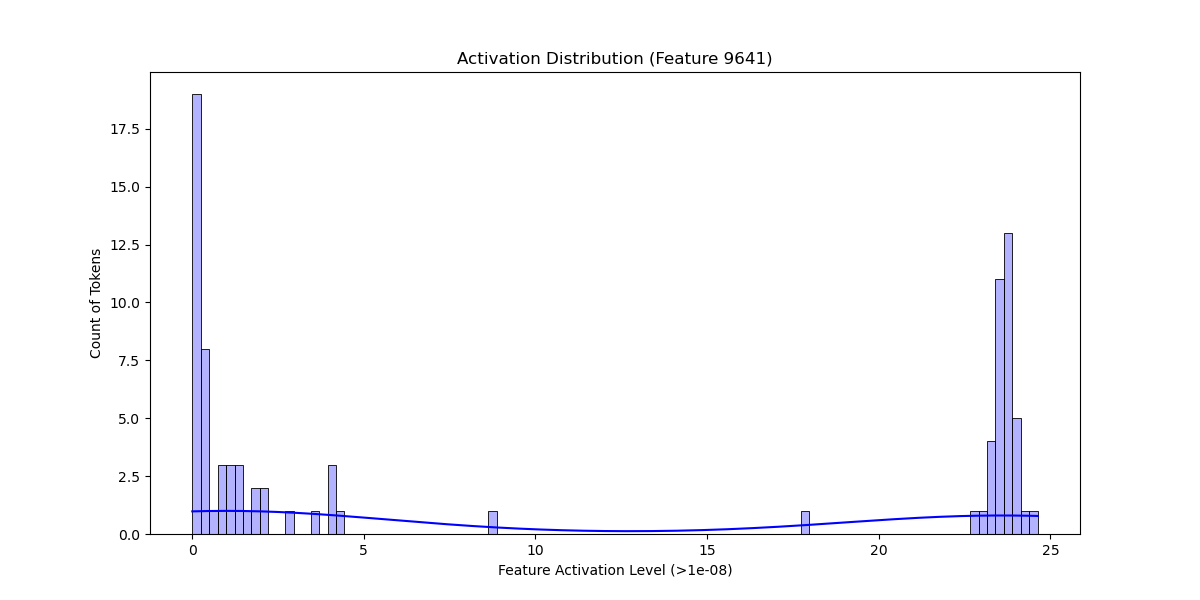 Activation Distribution (Feature 9641)
17.5
15.0
12.5
10.0
7.5
5.0
2.5
0.0
Count of Tokens
0 5 10 15 20 25
Feature Activation Level (>1e-08)